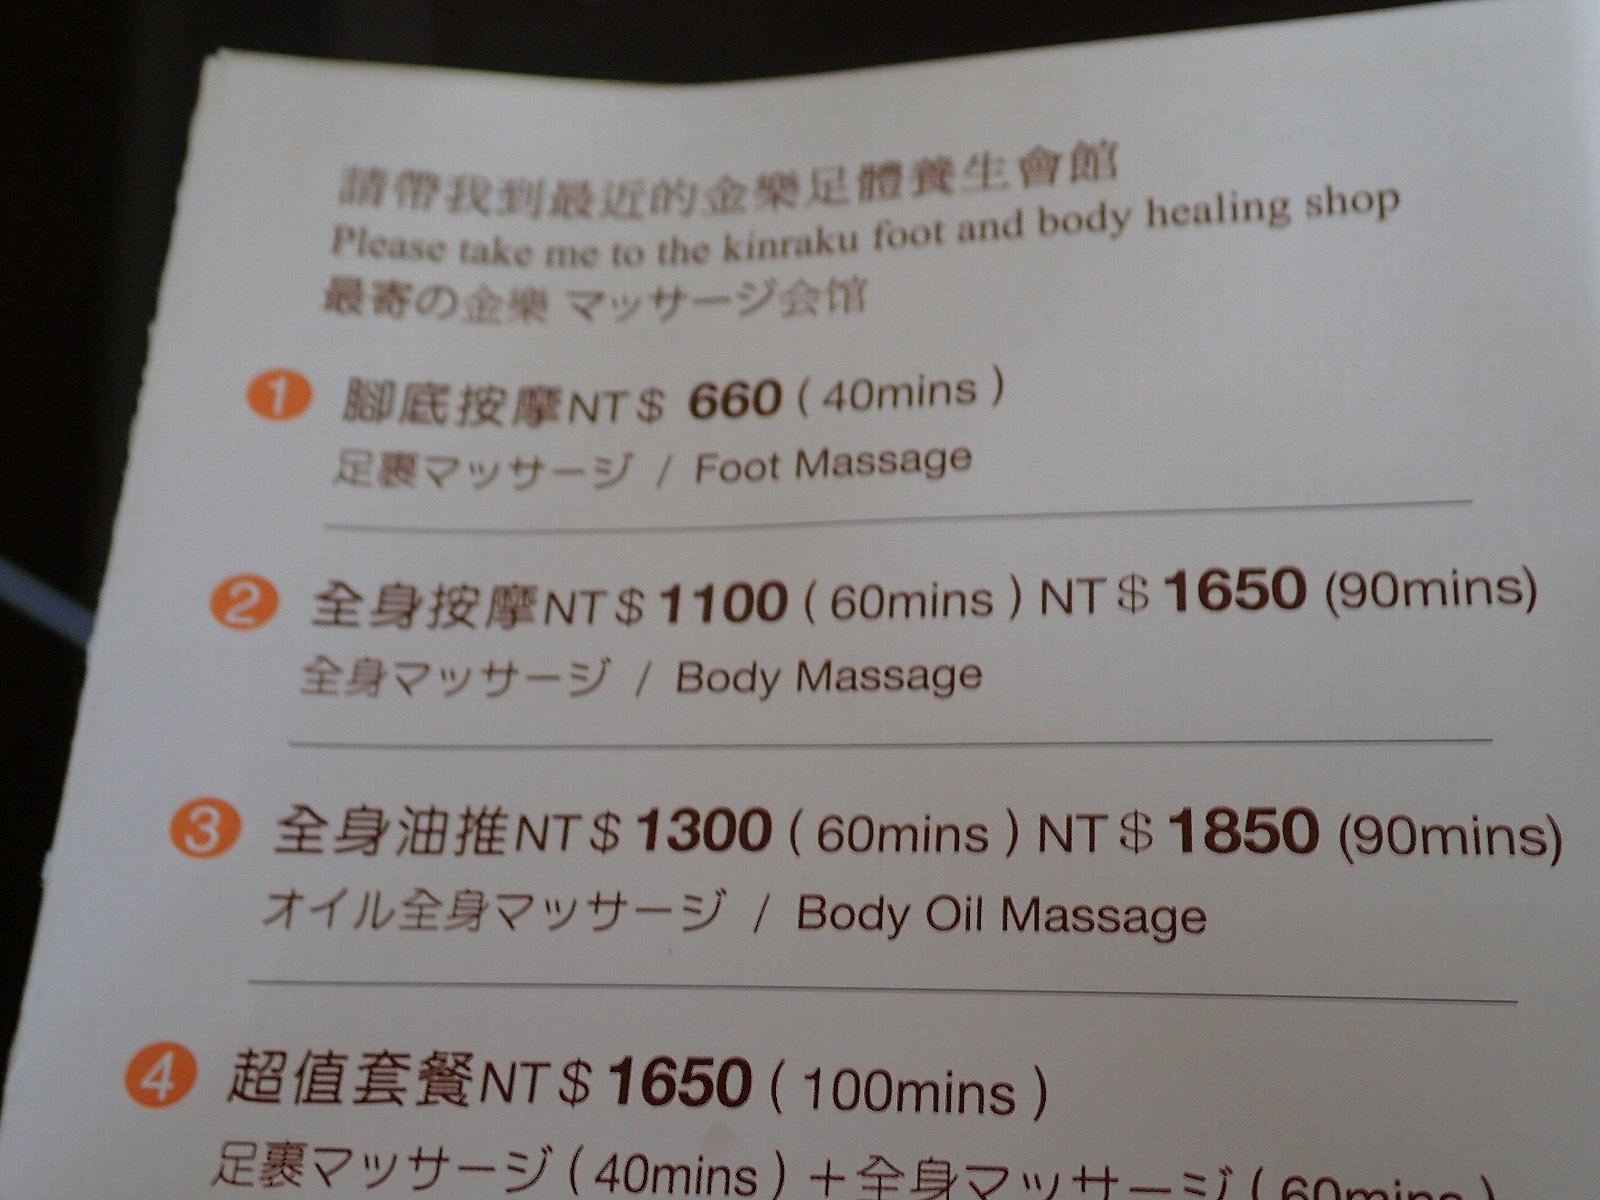 請帶我到最近的金樂足體養生會館
Please take me to the kinraku foot and body healing shop
最寄の金樂 マッサージ会馆
1 腳底按摩NT$ 660 ( 40mins )
足裹マッサージ / Foot Massage
2 全身按摩NT$ 1100 ( 60mins ) NT$ 1650 (90mins)
全身マッサージ / Body Massage
3 全身油推NT$ 1300 ( 60mins ) NT$ 1850 (90mins)
オイル全身マッサージ / Body Oil Massage
4 超值套餐NT$ 1650 ( 100mins )
足裹マッサージ ( 40mins ) + 全身マッサージ ( 60mins )